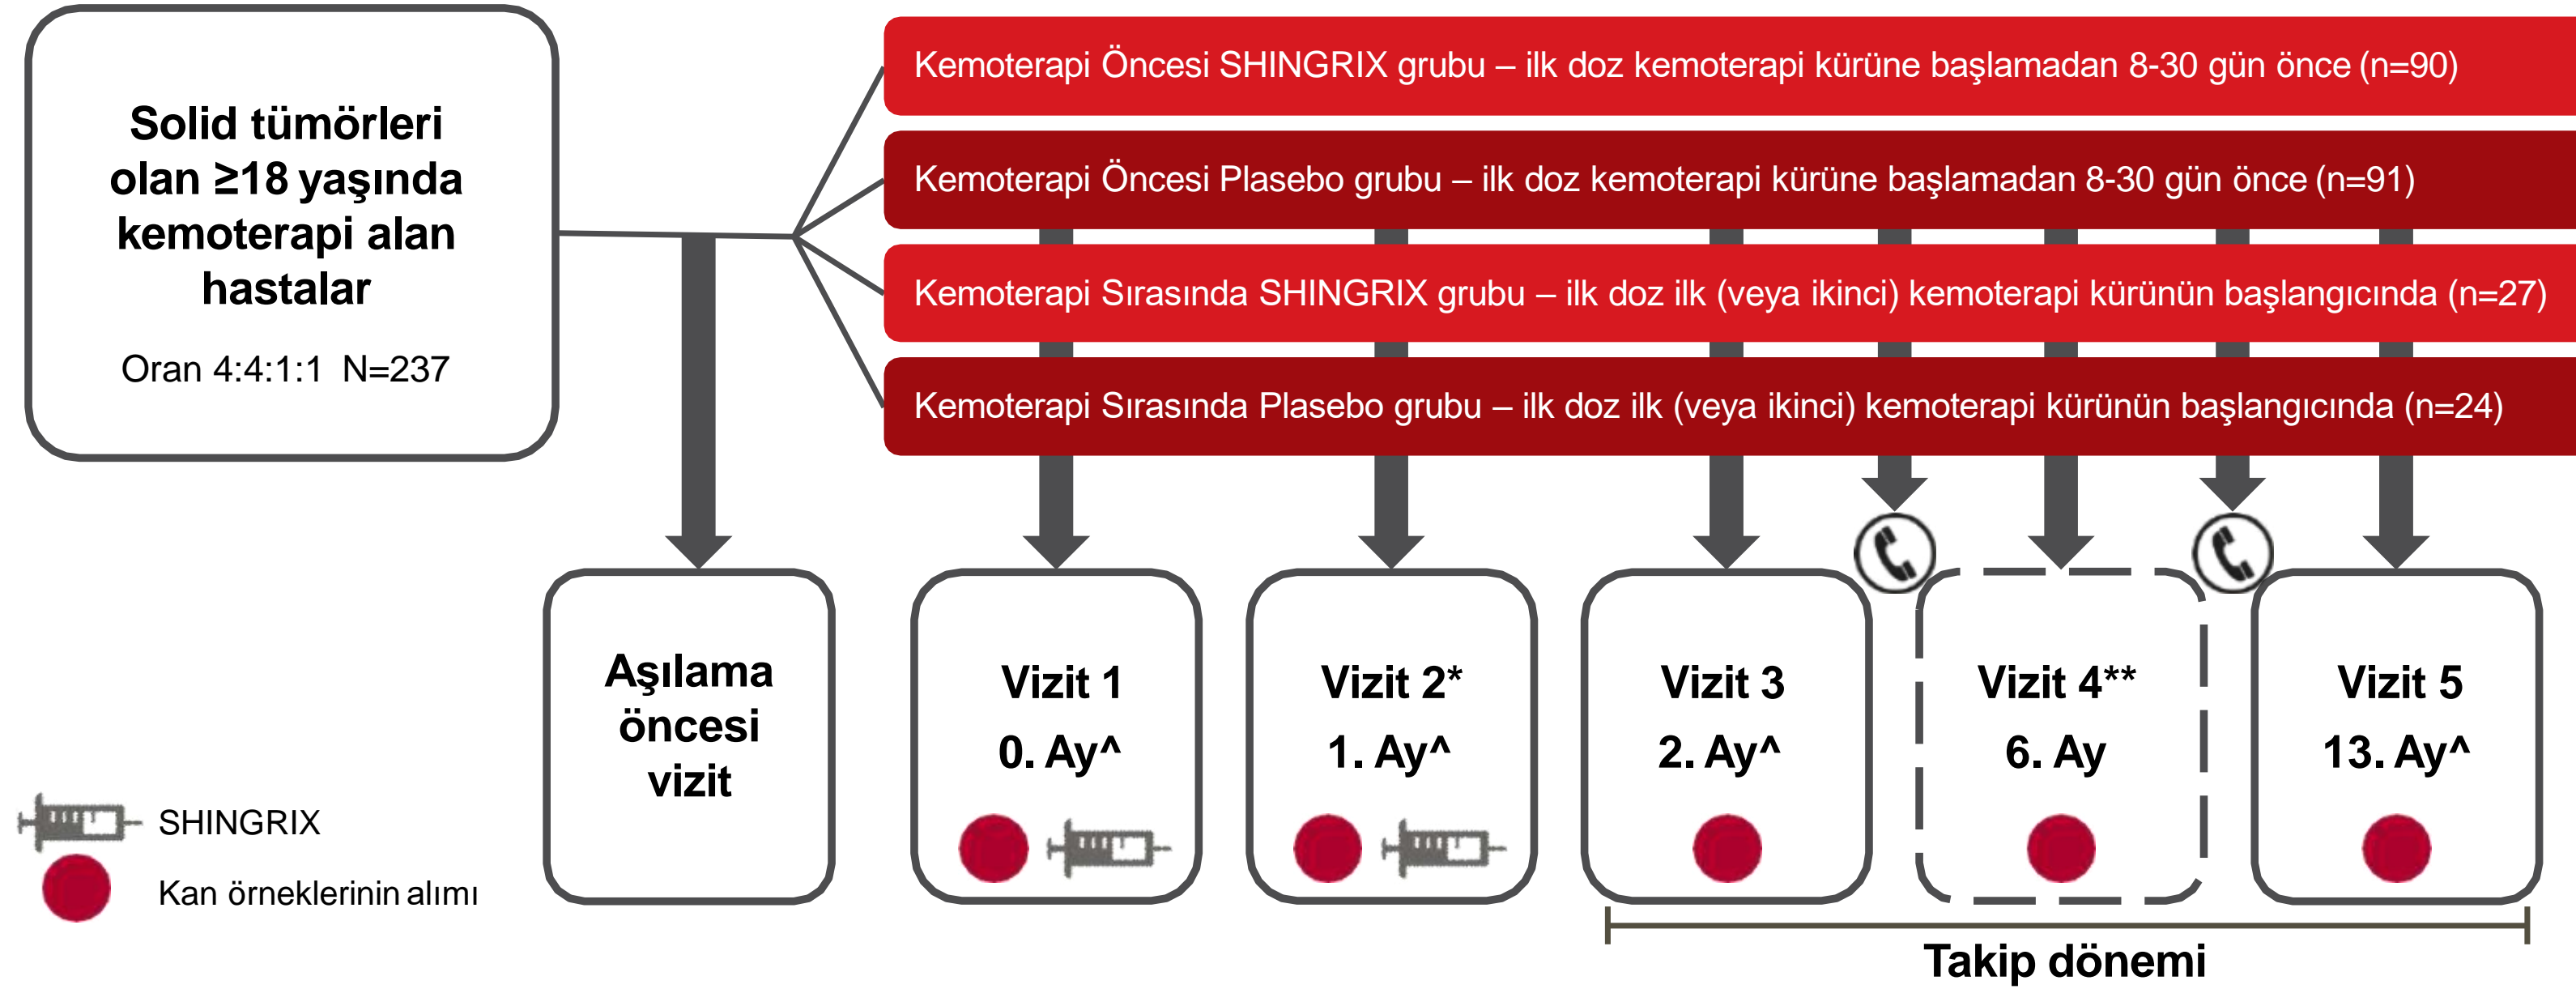 Solid tümörleri
olan ≥18 yaşında
kemoterapi alan
hastalar
Oran 4:4:1:1 N=237
Kemoterapi Öncesi SHINGRIX grubu – ilk doz kemoterapi kürüne başlamadan 8-30 gün önce (n=90)
Kemoterapi Öncesi Plasebo grubu – ilk doz kemoterapi kürüne başlamadan 8-30 gün önce (n=91)
Kemoterapi Sırasında SHINGRIX grubu – ilk doz ilk (veya ikinci) kemoterapi kürünün başlangıcında (n=27)
Kemoterapi Sırasında Plasebo grubu – ilk doz ilk (veya ikinci) kemoterapi kürünün başlangıcında (n=24)
Aşılama
öncesi
vizit
Vizit 1
0. Ay^
Vizit 2*
1. Ay^
Vizit 3
2. Ay^
Vizit 4**
6. Ay
Vizit 5
13. Ay^
SHINGRIX
Kan örneklerinin alımı
Takip dönemi